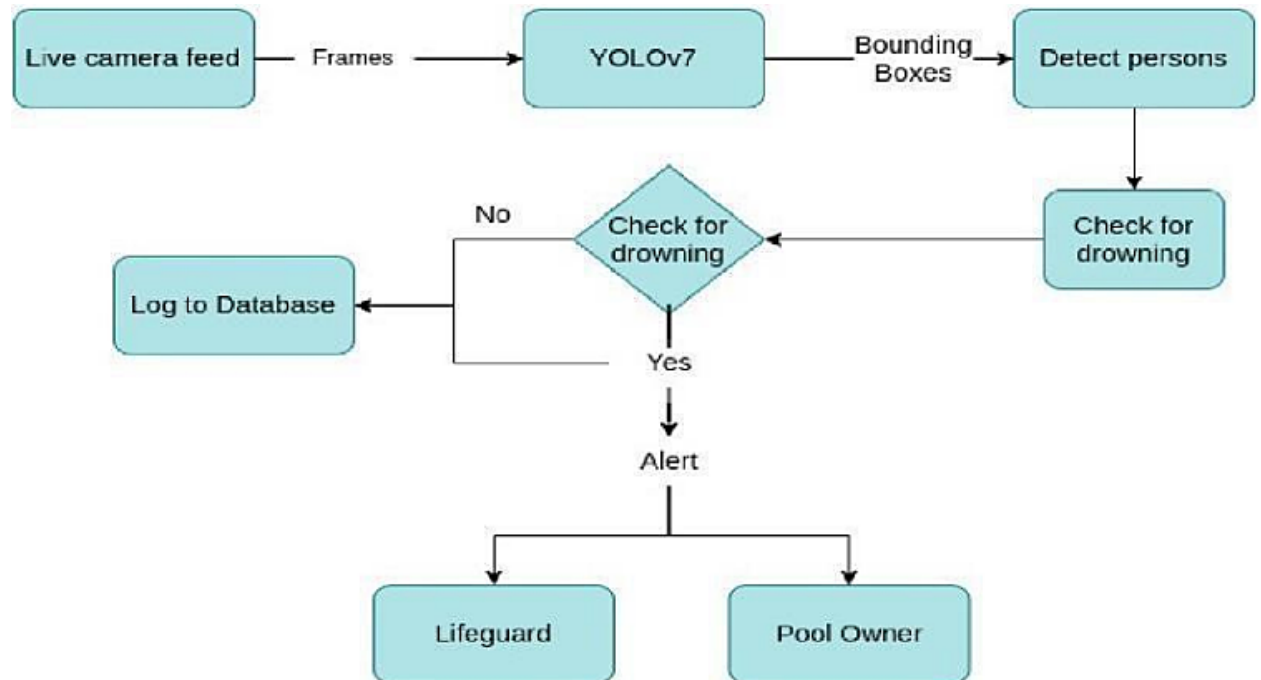 Live camera feed
Frames
YOLOv7
Bounding
Boxes
Detect persons
Check for
drowning
Check for
drowning
No
Log to Database
Yes
Alert
Lifeguard
Pool Owner